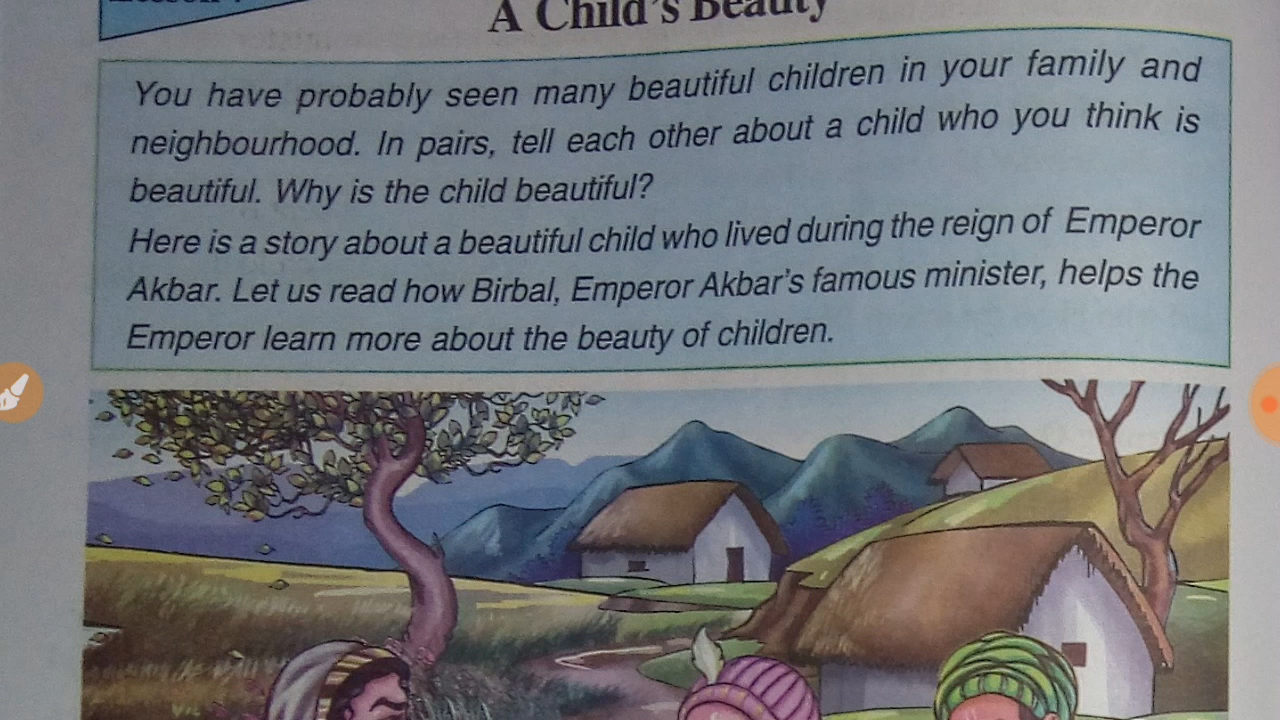 A Child's Beauty
You have probably seen many beautiful children in your family and
neighbourhood. In pairs, tell each other about a child who you think is
beautiful. Why is the child beautiful?
Here is a story about a beautiful child who lived during the reign of Emperor
Akbar. Let us read how Birbal, Emperor Akbar's famous minister, helps the
Emperor learn more about the beauty of children.